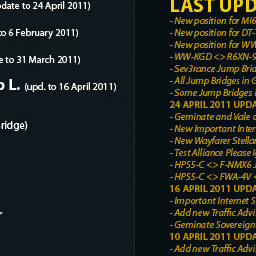 pdate to 24 April 2011)
to 6 February 2011)
e to 31 March 2011)
L. (upd. to 16 April 2011)
ridge)
LAST UPD
- New position for MI6
- New position for DT-
- New position for WV
- WW-KGD <> R6XN-9
- Sev3rance Jump Brid
- All Jump Bridges in G
- Some Jump Bridges i
24 APRIL 2011 UPDA
- Geminate and Vale o
- New Important Inter
- New Wayfarer Stella
- Test Alliance Please I
- HPS5-C <> F-NMX6
- HPS5-C <> FWA-4V <
16 APRIL 2011 UPDA
- Important Internet S
- Add new Traffic Advi
- Geminate Sovereign
10 APRIL 2011 UPDA
- Add new Traffic Advi